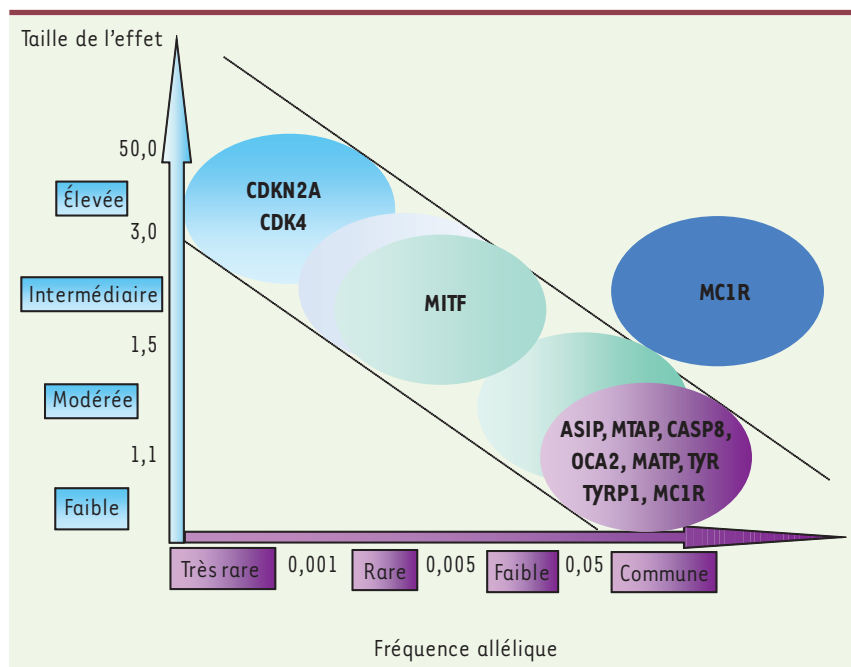 Taille de l'effet
50,0
Élevée
3,0
Intermédiaire
1,5
Modérée
1,1
Faible
CDKN2A
CDK4
MITF
MC1R
ASIP, MTAP, CASP8,
OCA2, MATP, TYR
TYRP1, MC1R
Très rare 0,001 Rare 0,005 Faible 0,05 Commune
Fréquence allélique